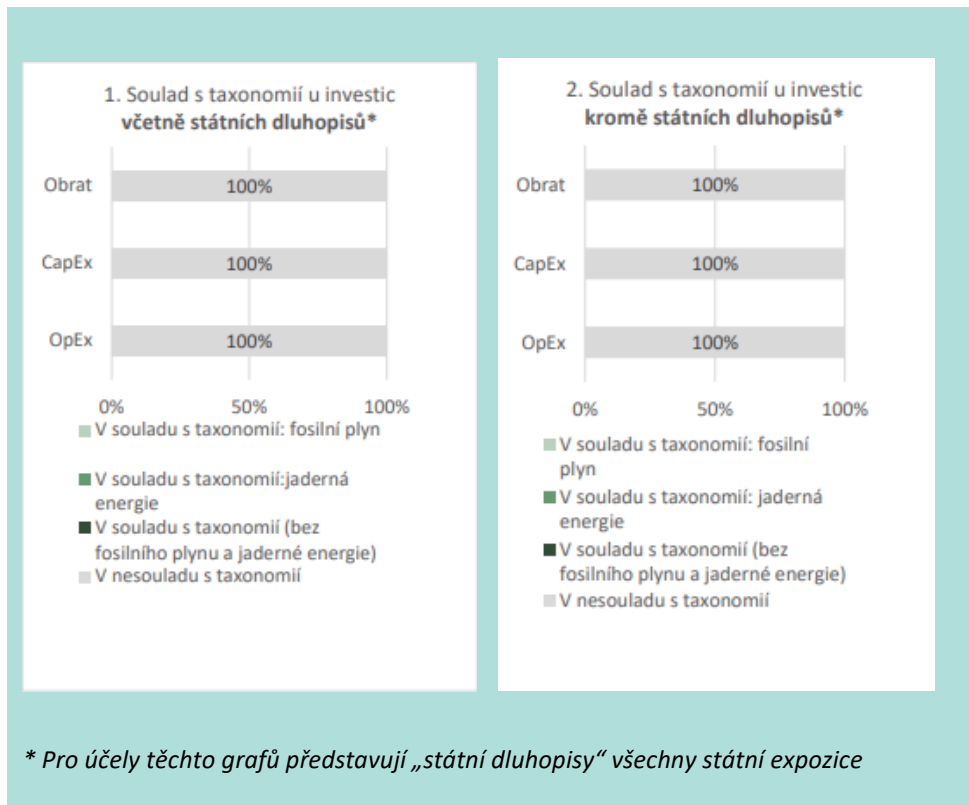 1. Soulad s taxonomií u investic
včetně státních dluhopisů*
Obrat
100%
CapEx
100%
OpEx
100%
0%
50%
100%
V souladu s taxonomií: fosilní plyn
V souladu s taxonomií:jaderná
energie
V souladu s taxonomií (bez
fosilního plynu a jaderné energie)
V nesouladu s taxonomií
2. Soulad s taxonomií u investic
kromě státních dluhopisů*
Obrat
100%
CapEx
100%
OpEx
100%
0%
50%
100%
V souladu s taxonomií: fosilní
plyn
V souladu s taxonomií: jaderná
energie
V souladu s taxonomií (bez
fosilního plynu a jaderné energie)
V nesouladu s taxonomií
* Pro účely těchto grafů představují „státní dluhopisy“ všechny státní expozice